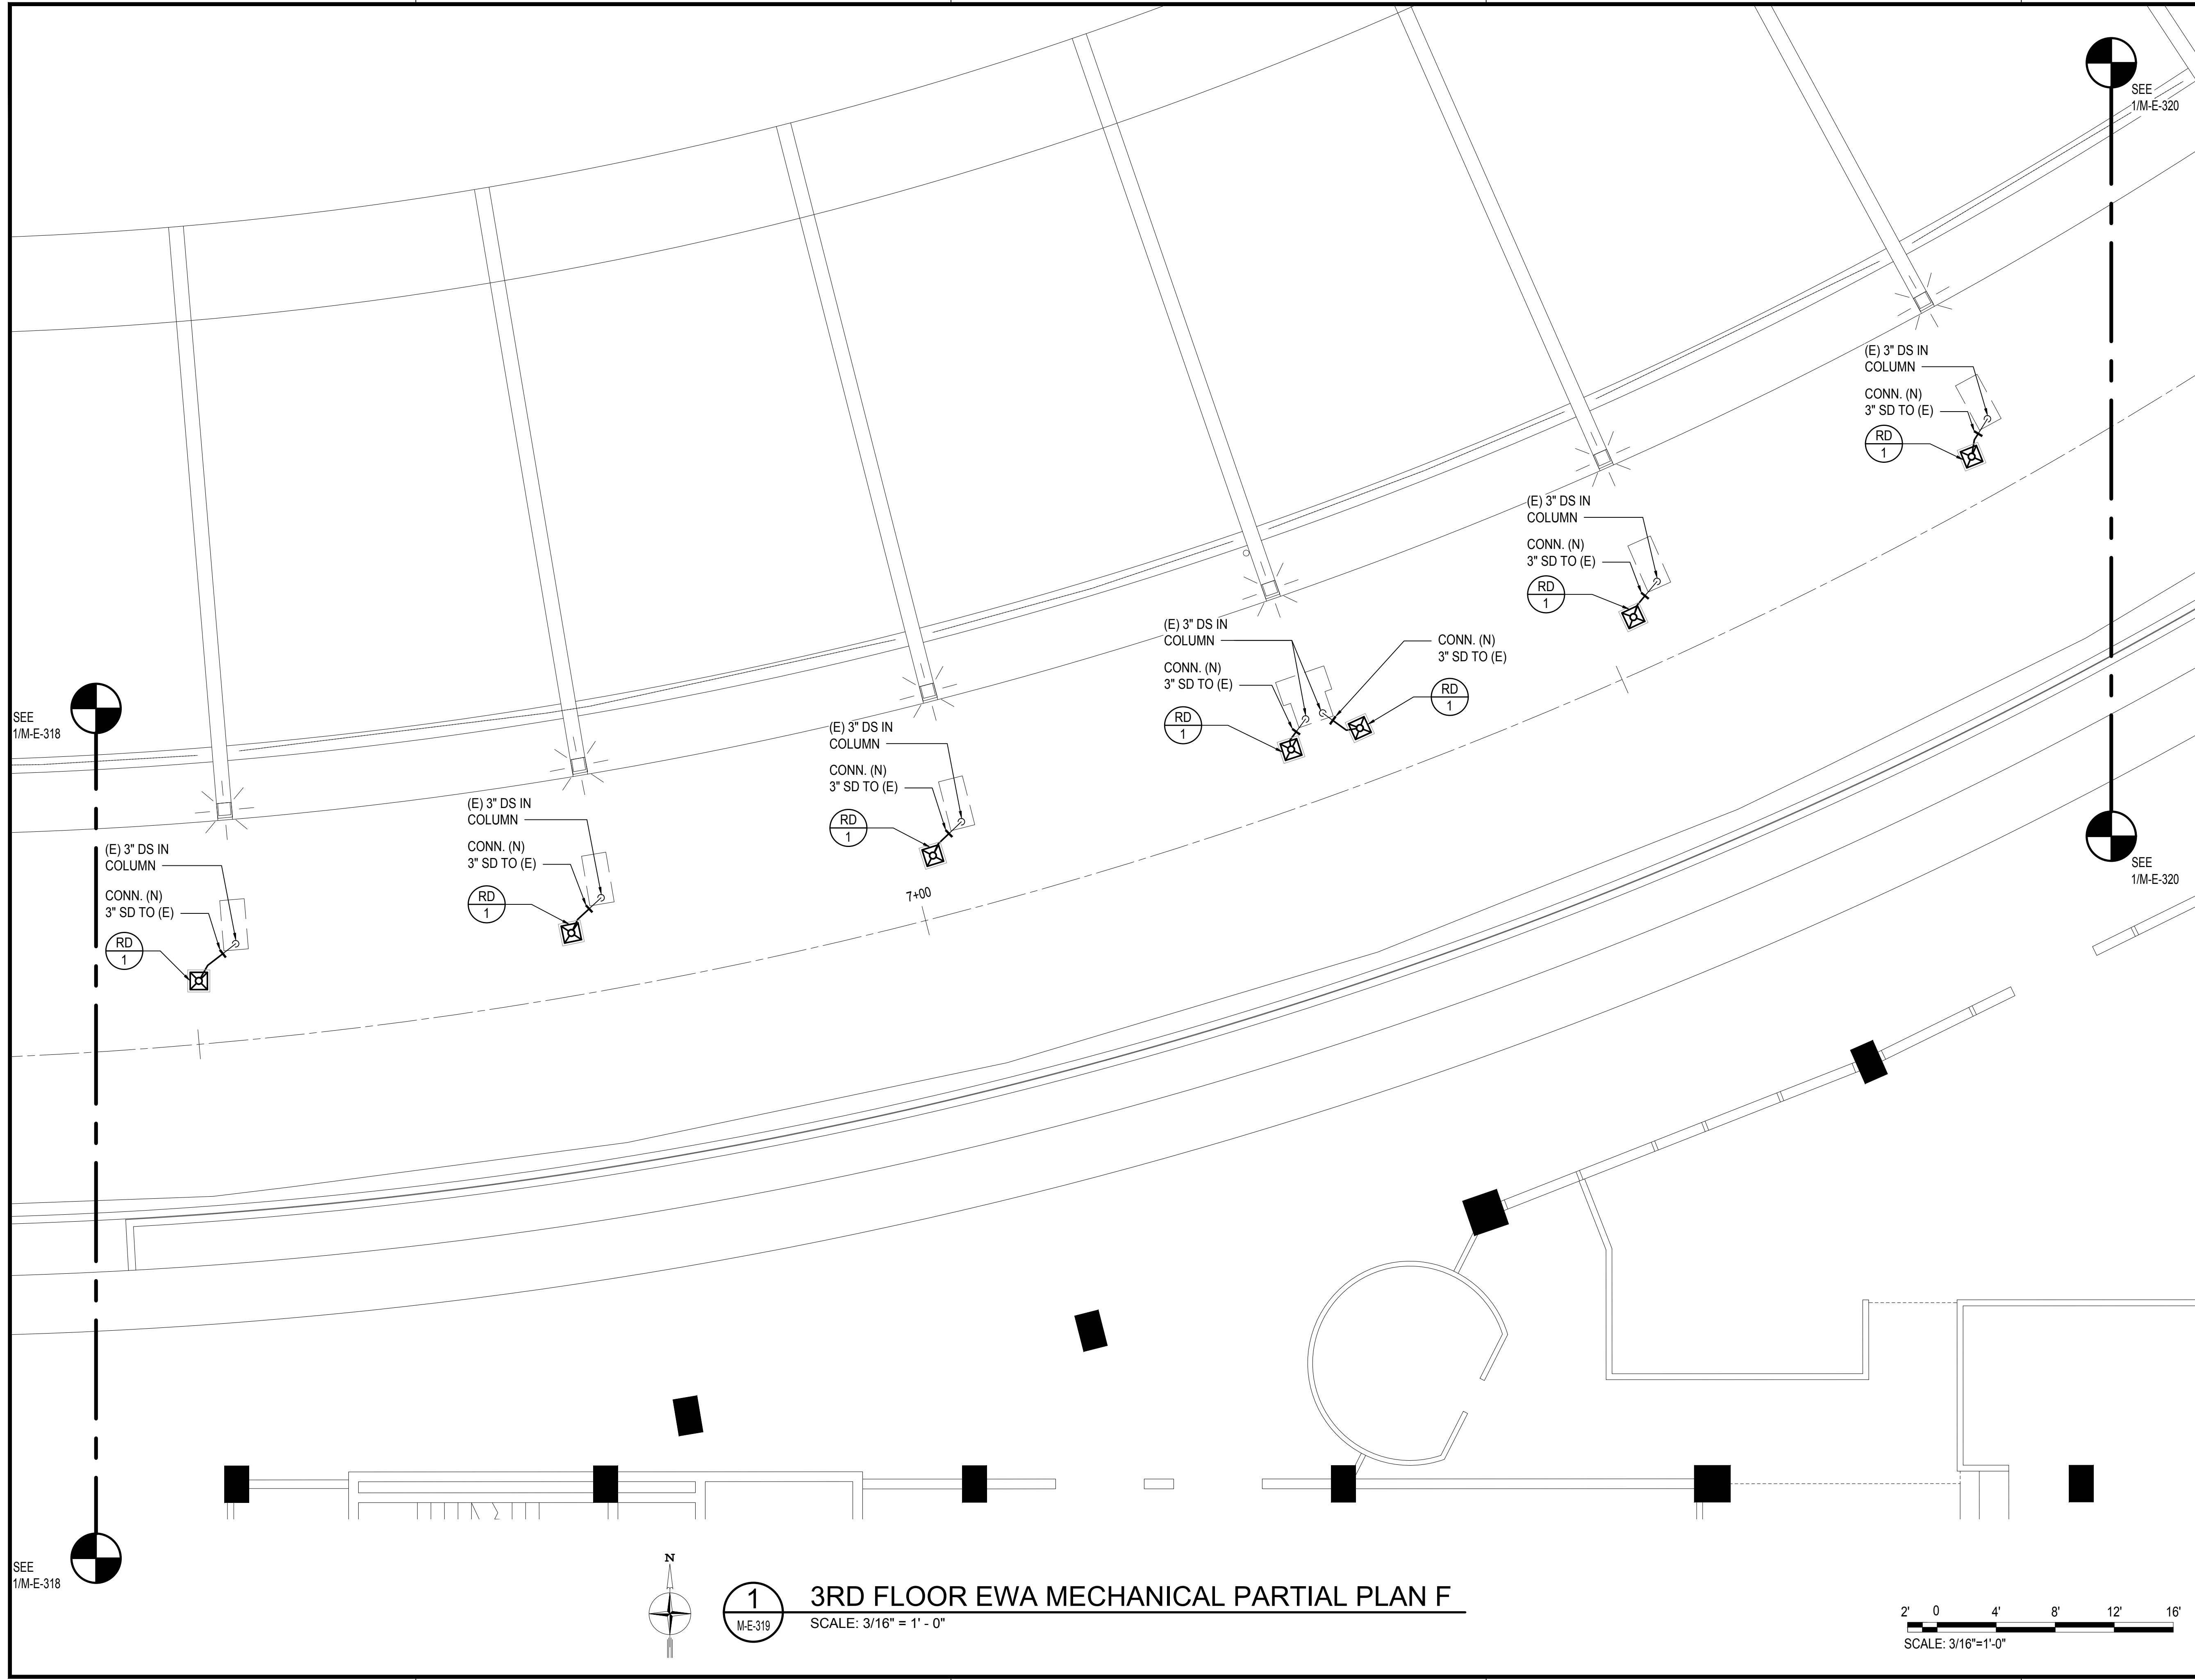 SEE
1/M-E-320
(E) 3" DS IN
COLUMN
CONN. (N)
3" SD TO (E)
RD
1
(E) 3" DS IN
COLUMN
CONN. (N)
3" SD TO (E)
RD
1
(E) 3" DS IN
COLUMN
CONN. (N)
3" SD TO (E)
RD
1
CONN. (N)
3" SD TO (E)
RD
1
SEE
1/M-E-318
(E) 3" DS IN
COLUMN
CONN. (N)
3" SD TO (E)
RD
1
(E) 3" DS IN
COLUMN
CONN. (N)
3" SD TO (E)
RD
1
(E) 3" DS IN
COLUMN
CONN. (N)
3" SD TO (E)
RD
1
7+00
SEE
1/M-E-320
SEE
1/M-E-318
N
1
M-E-319
3RD FLOOR EWA MECHANICAL PARTIAL PLAN F
SCALE: 3/16" = 1' - 0"
2' 0 4' 8' 12' 16'
SCALE: 3/16"=1'-0"